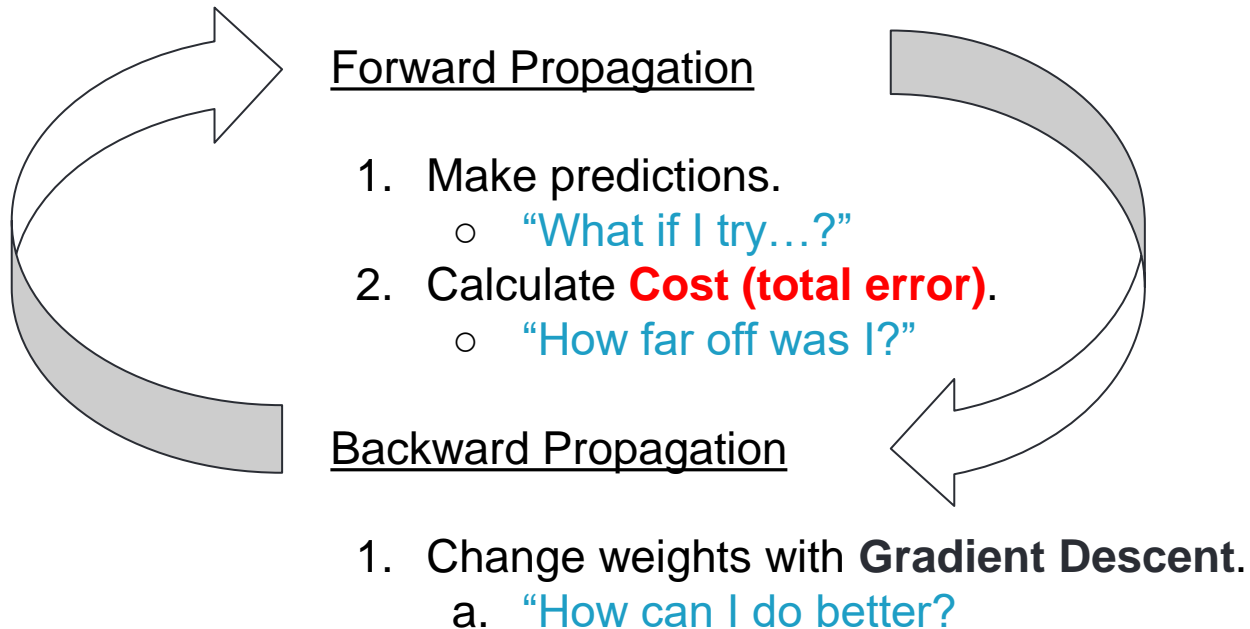 Forward Propagation
1. Make predictions.
○ “What if I try…?”
2. Calculate Cost (total error).
○ “How far off was I?”
Backward Propagation
1. Change weights with Gradient Descent.
a. “How can I do better?